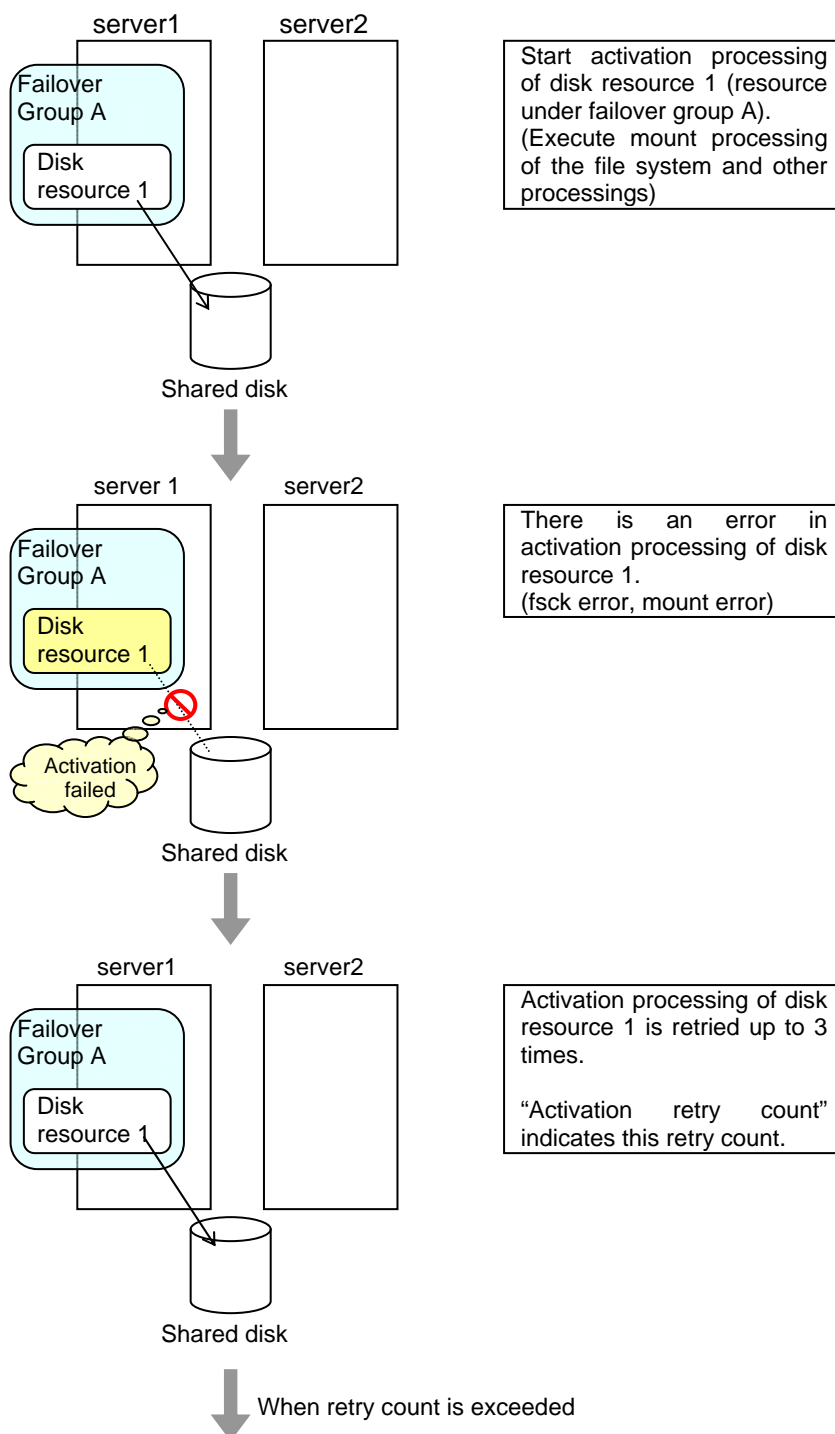 server1
server2
Failover
Group A
Disk
resource 1
Shared disk
Start activation processing
of disk resource 1 (resource
under failover group A).
(Execute mount processing
of the file system and other
processings)
server 1
server2
Failover
Group A
Disk
resource 1
Activation
failed
Shared disk
There is an error in
activation processing of disk
resource 1.
(fsck error, mount error)
server1
server2
Failover
Group A
Disk
resource 1
Shared disk
Activation processing of disk
resource 1 is retried up to 3
times.
“Activation retry count”
indicates this retry count.
When retry count is exceeded